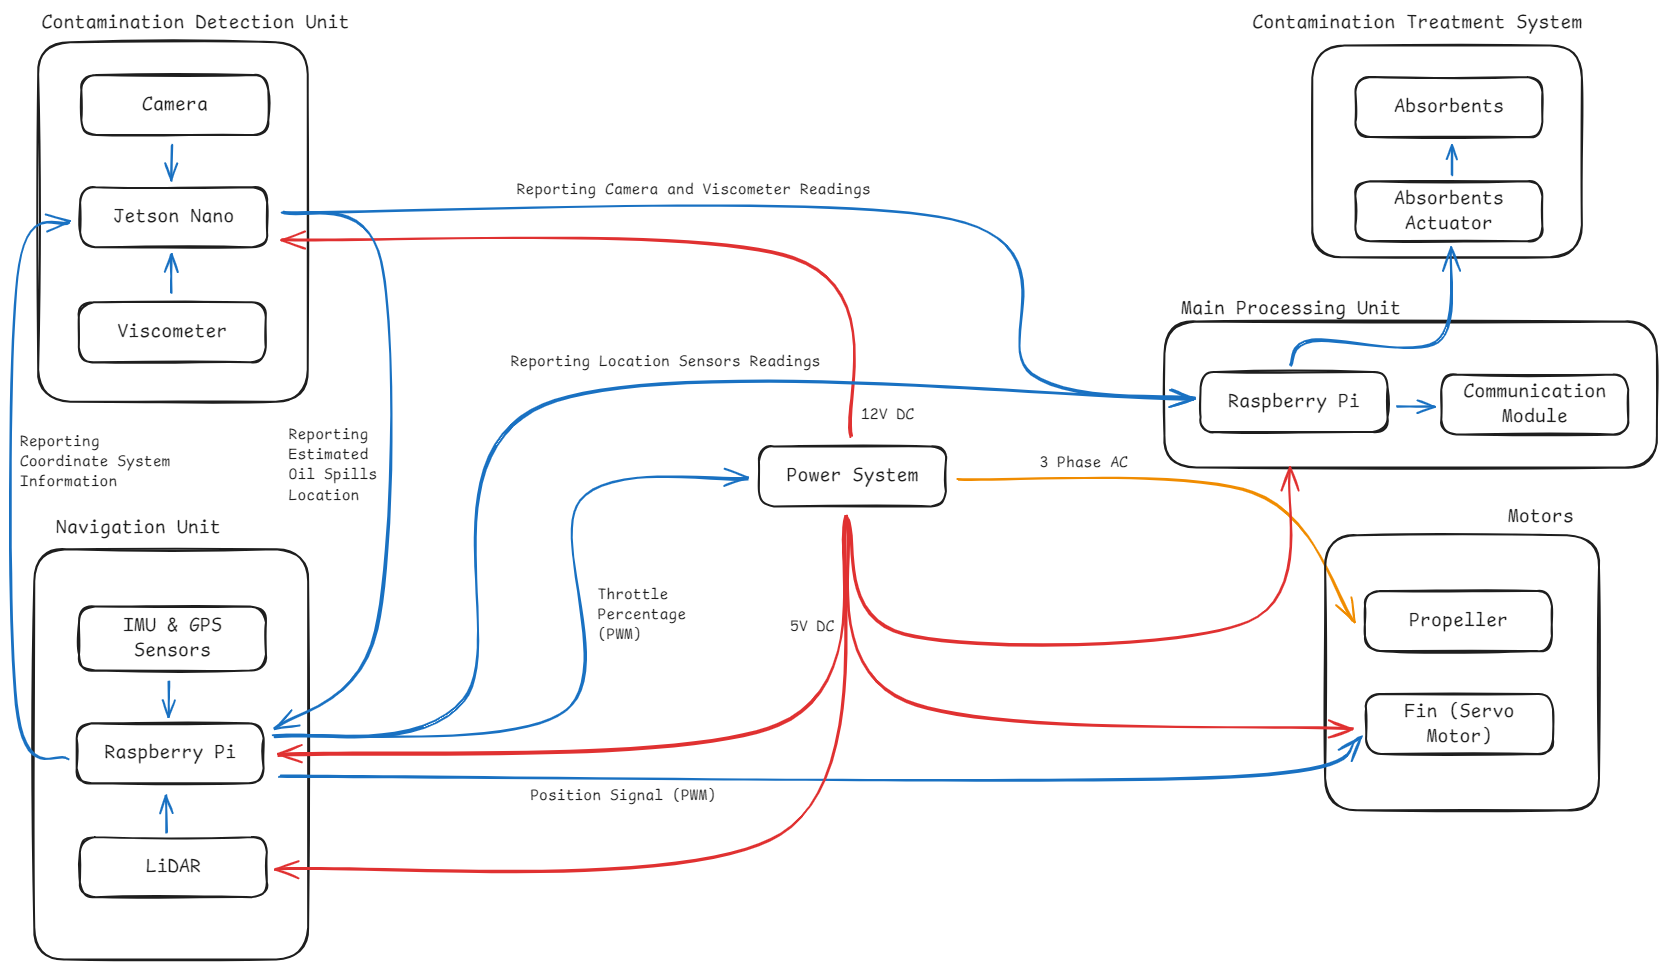 Contamination Detection Unit
Camera
Jetson Nano
Viscometer
Contamination Treatment System
Absorbents
Absorbents
Actuator
Reporting Camera and Viscometer Readings
Main Processing Unit
Raspberry Pi
Communication
Module
Reporting Location Sensors Readings
12V DC
Power System
3 Phase AC
Reporting
Coordinate System
Information
Reporting
Estimated
Oil Spills
Location
Navigation Unit
IMU & GPS
Sensors
Raspberry Pi
LiDAR
Throttle
Percentage
(PWM)
5V DC
Position Signal (PWM)
Motors
Propeller
Fin (Servo
Motor)